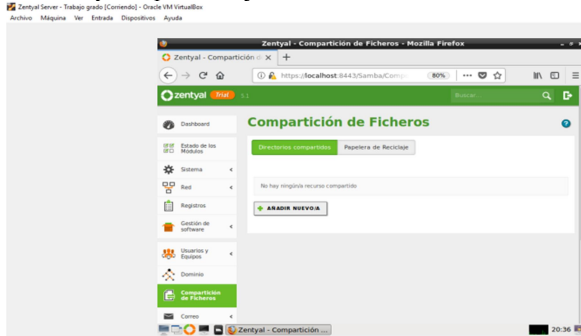 Zentyal Server - Trabajo grado [Corriendo] - Oracle VM VirtualBox
Archivo Máquina Ver Entrada Dispositivos Ayuda
Zentyal - Compartición de Ficheros - Mozilla Firefox
Zentyal - Compartición
https://localhost:8443/Samba/Comp
80%
zentyal Trial 5.1
Buscar...
Dashboard
Estado de los
Módulos
Sistema
Red
Registros
Gestión de
software
Usuarios y
Equipos
Dominio
Compartición
de Ficheros
Correo
Compartición de Ficheros
Directorios compartidos Papelera de Reciclaje
No hay ningún/a recurso compartido
AÑADIR NUEVO/A
Zentyal - Compartición ...
20:36